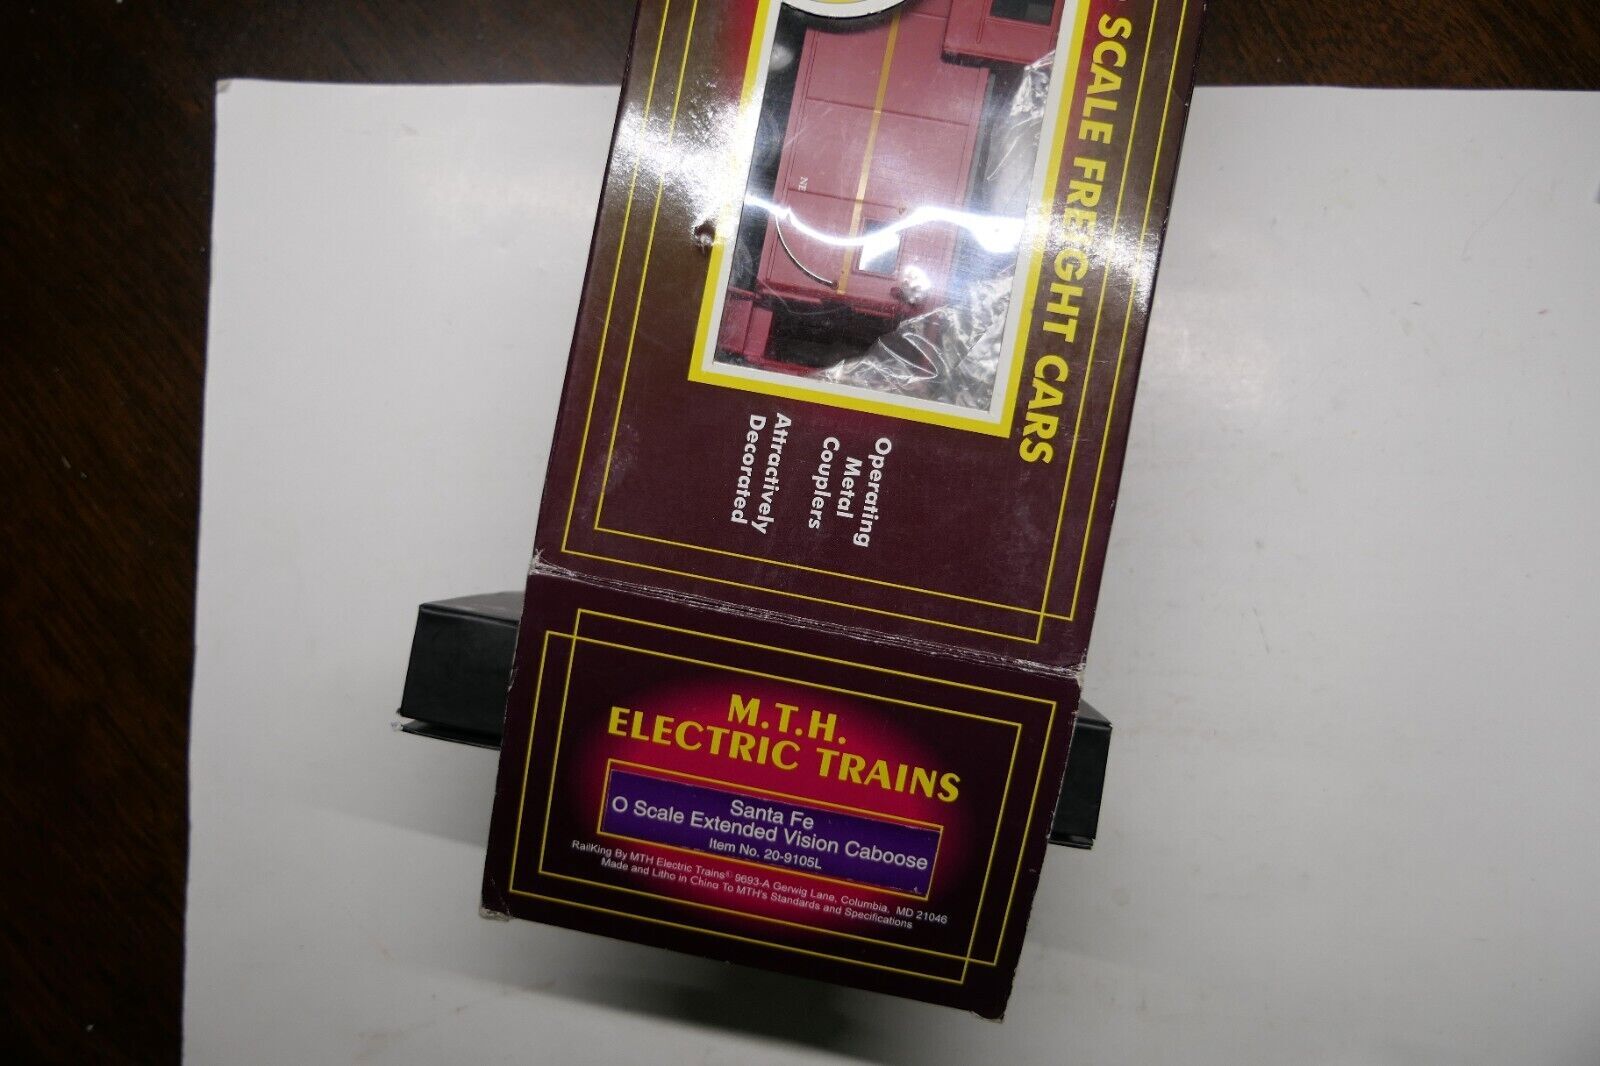 SCALE FREIGHT CARS
NE
Operating
Metal
Couplers
Attractively
Decorated
M.T.H.
ELECTRIC TRAINS
Santa Fe
O Scale Extended Vision Caboose
Item No. 20-9105L
RailKing By MTH Electric Trains® 9693-A Gerwig Lane, Columbia, MD 21046
Made and Litho in China To MTH's Standards and Specifications